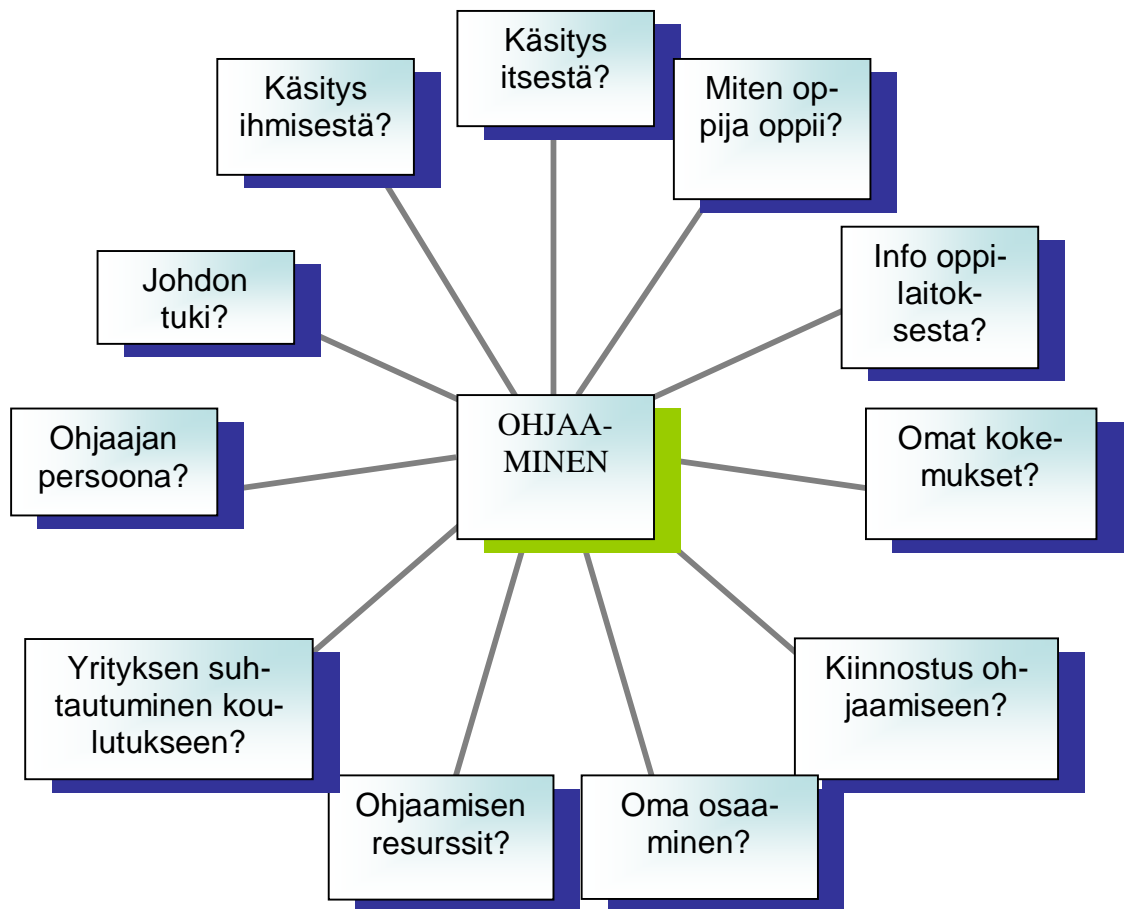 Käsitys
itsestä?
Käsitys
ihmisestä?
Miten op-
pija oppii?
Johdon
tuki?
Info oppi-
laitok-
sesta?
Ohjaajan
persoona?
OHJAA-
MINEN
Omat koke-
mukset?
Yrityksen suh-
tautuminen kou-
lutukseen?
Kiinnostus oh-
jaamiseen?
Ohjaamisen
resurssit?
Oma osaa-
minen?